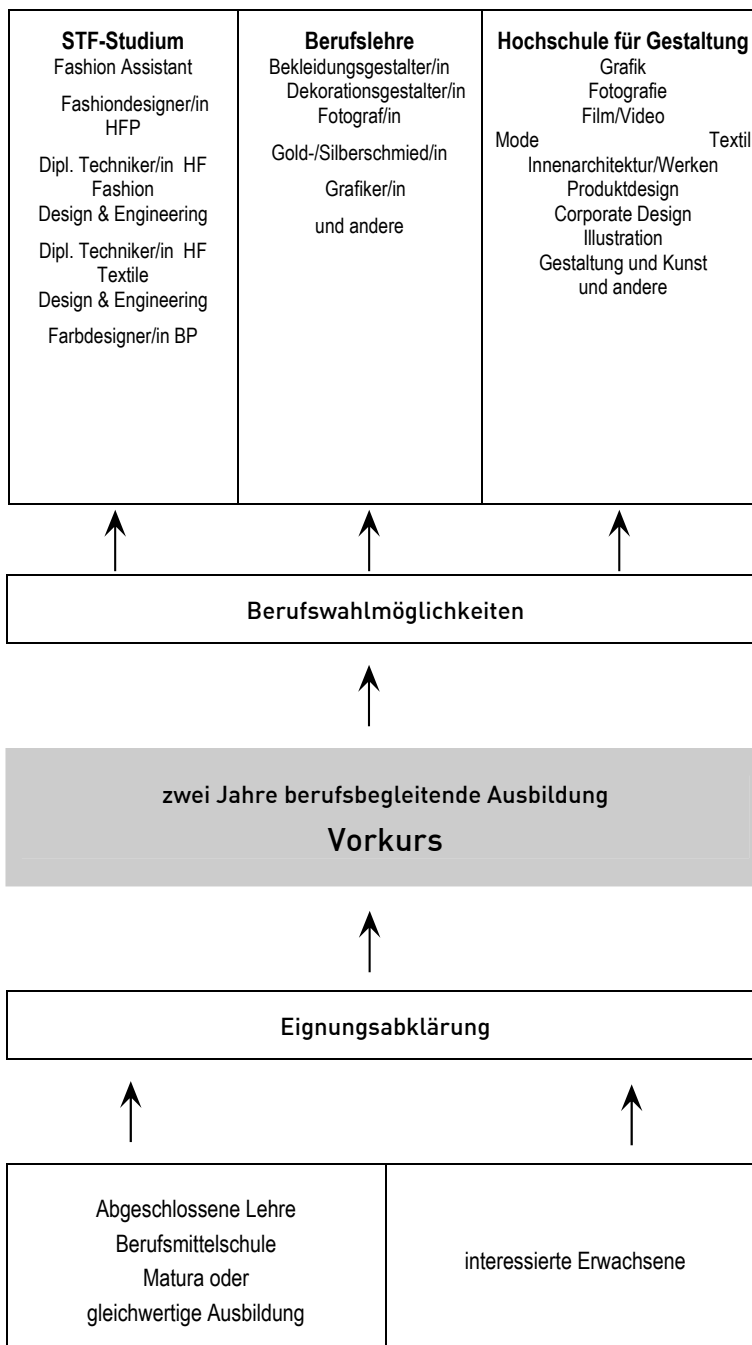 STF-Studium
Fashion Assistant
Fashiondesigner/in
HFP
Dipl. Techniker/in HF
Fashion
Design & Engineering
Dipl. Techniker/in HF
Textile
Design & Engineering
Farbdesigner/in BP
Berufslehre
Bekleidungsgestalter/in
Dekorationsgestalter/in
Fotograf/in
Gold-/Silberschmied/in
Grafiker/in
und andere
Hochschule für Gestaltung
Grafik
Fotografie
Film/Video
Mode Textil
Innenarchitektur/Werken
Produktdesign
Corporate Design
Illustration
Gestaltung und Kunst
und andere
Berufswahlmöglichkeiten
zwei Jahre berufsbegleitende Ausbildung
Vorkurs
Eignungsabklärung
Abgeschlossene Lehre
Berufsmittelschule
Matura oder
gleichwertige Ausbildung
interessierte Erwachsene